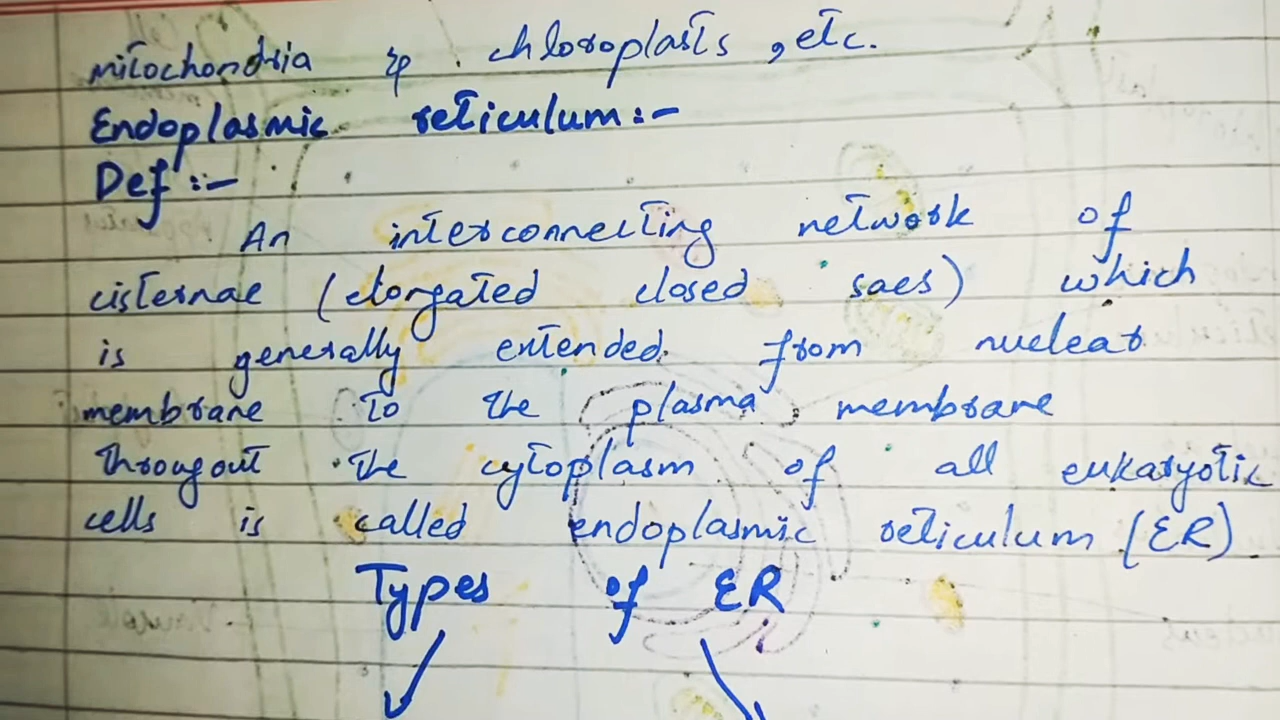 mitochondria & chloroplasts , etc.
Endoplasmic reticulum:-
Def :-
An interconnecting network of
cisternae (elongated closed saes) which
is generally extended from nuclear
membrane to the plasma membrane
througout the cytoplasm of all eukaryotic
cells is called endoplasmic reticulum (ER)
Types of ER